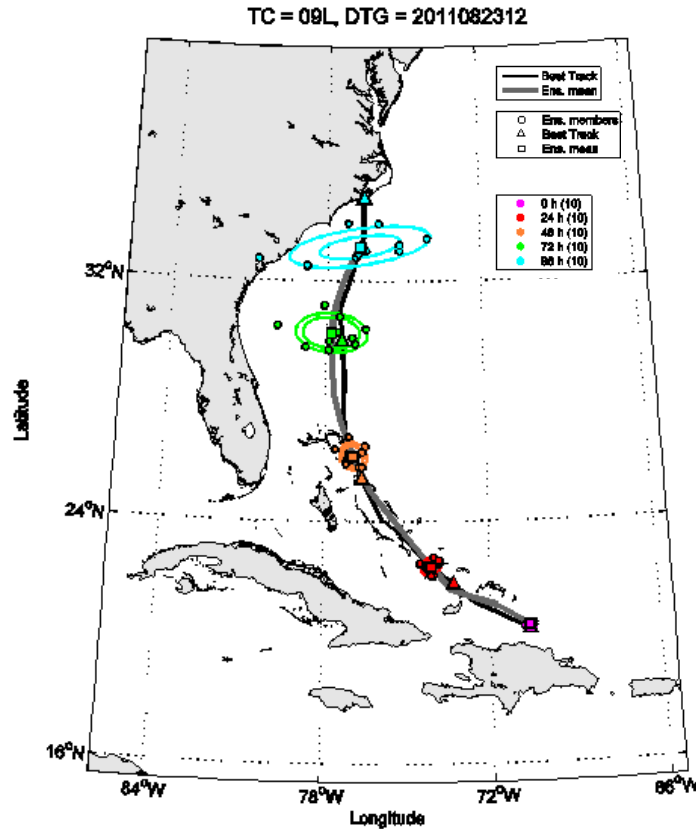 TC = 09L, DTG = 2011082312
Best Track
Ens. mean
Ens. members
Best Track
Ens. mean
0 h (10)
24 h (10)
48 h (10)
72 h (10)
96 h (10)
32°N
24°N
16°N
Latitude
84°W
78°W
72°W
66°W
Longitude